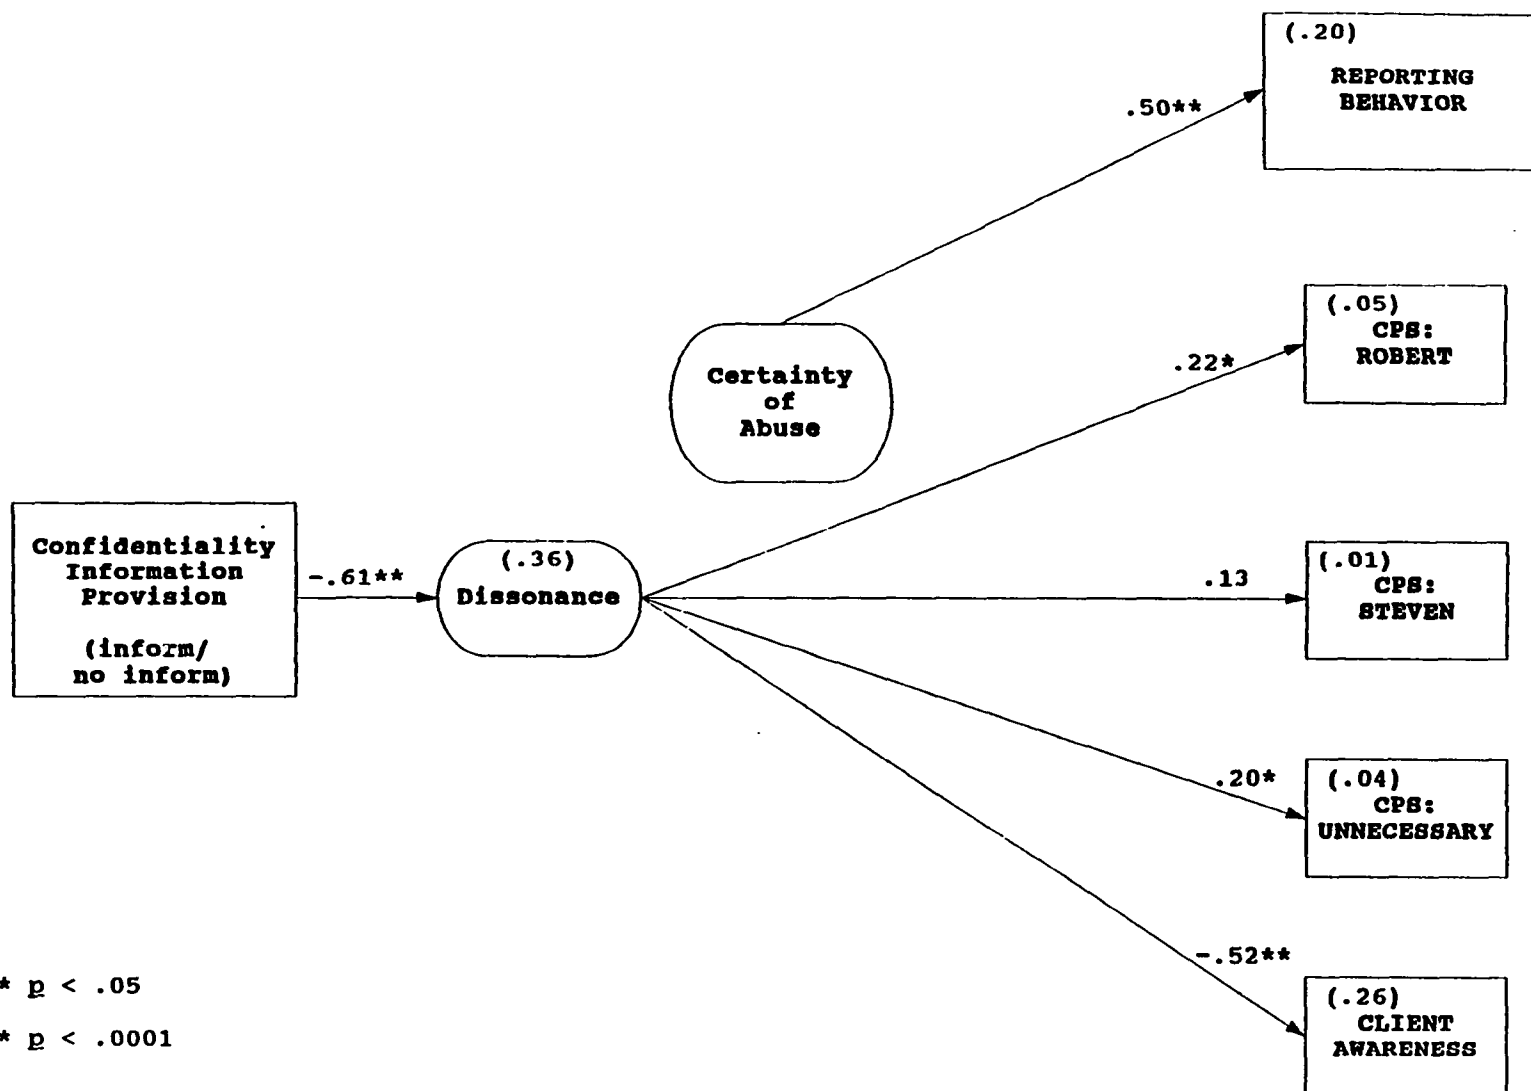 (.20)
REPORTING
BEHAVIOR
.50**
(.05)
CPS:
ROBERT
.22*
Certainty
of
Abuse
Confidentiality
Information
Provision
(inform/
no inform)
-.61**
(.36)
Dissonance
.13
(.01)
CPS:
STEVEN
.20*
(.04)
CPS:
UNNECESSARY
-.52**
(.26)
CLIENT
AWARENESS
* p < .05
* p < .0001